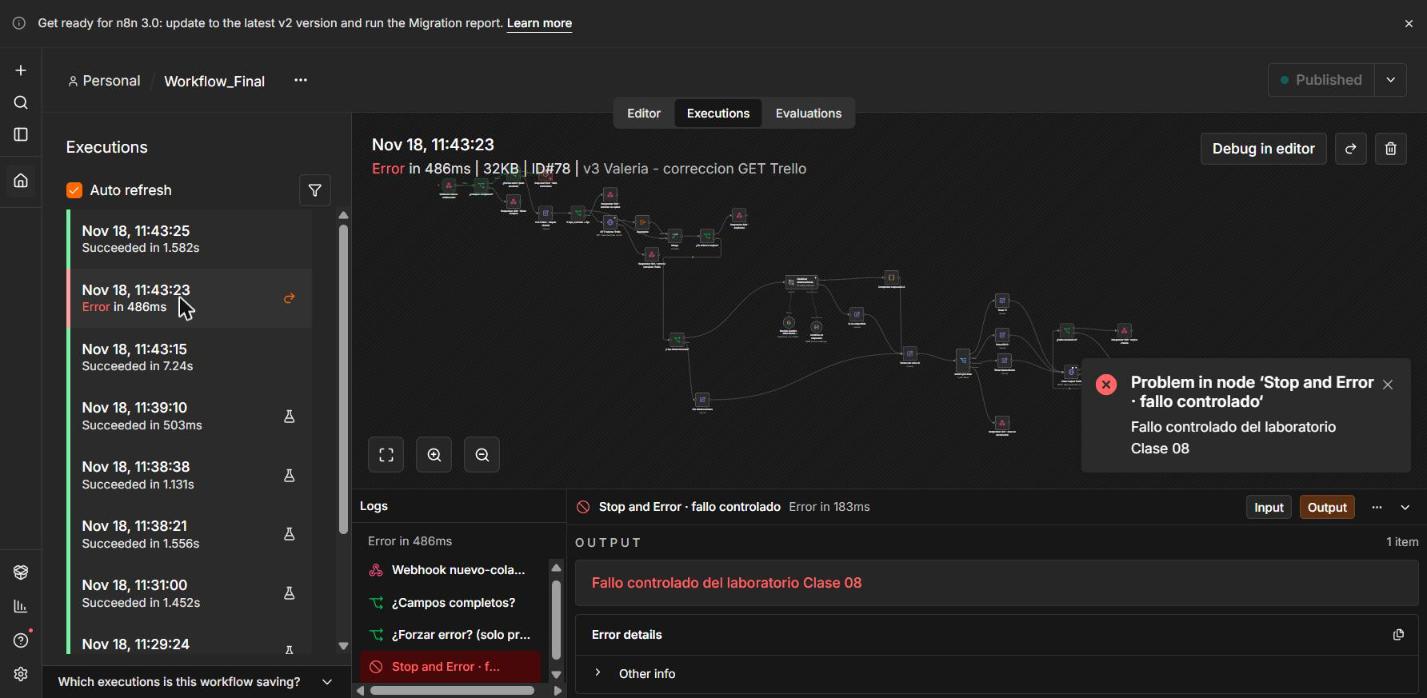 Get ready for n8n 3.0: update to the latest v2 version and run the Migration report. Learn more
Personal / Workflow_Final ...
Published
Editor Executions Evaluations
Executions
Auto refresh
Nov 18, 11:43:25
Succeeded in 1.582s
Nov 18, 11:43:23
Error in 486ms
Nov 18, 11:43:15
Succeeded in 7.24s
Nov 18, 11:39:10
Succeeded in 503ms
Nov 18, 11:38:38
Succeeded in 1.131s
Nov 18, 11:38:21
Succeeded in 1.556s
Nov 18, 11:31:00
Succeeded in 1.452s
Nov 18, 11:29:24
Which executions is this workflow saving?
Nov 18, 11:43:23
Error in 486ms | 32KB | ID#78 | v3 Valeria - correccion GET Trello
Debug in editor
Problem in node ‘Stop and Error
· fallo controlado‘
Fallo controlado del laboratorio
Clase 08
Logs
Error in 486ms
Webhook nuevo-cola...
¿Campos completos?
¿Forzar error? (solo pr...
Stop and Error · f...
Stop and Error · fallo controlado Error in 183ms
Input Output ...
OUTPUT
1 item
Fallo controlado del laboratorio Clase 08
Error details
Other info